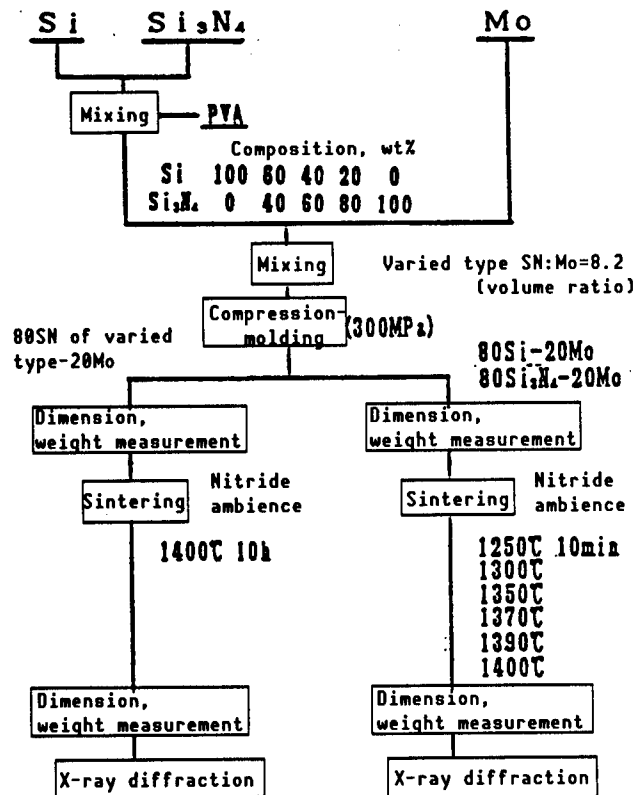 Si Si₃N₄ Mo
Mixing PVA
Composition, wt%
Si 100 60 40 20 0
Si₃N₄ 0 40 60 80 100
Mixing
Varied type SN:Mo=8.2
(volume ratio)
Compression-
molding (300MPa)
80SN of varied
type-20Mo
80Si-20Mo
80Si₃N₄-20Mo
Dimension,
weight measurement
Dimension,
weight measurement
Sintering
Nitride
ambience
Sintering
Nitride
ambience
1400℃ 10h
1250℃ 10min
1300℃
1350℃
1370℃
1390℃
1400℃
Dimension,
weight measurement
Dimension,
weight measurement
X-ray diffraction
X-ray diffraction